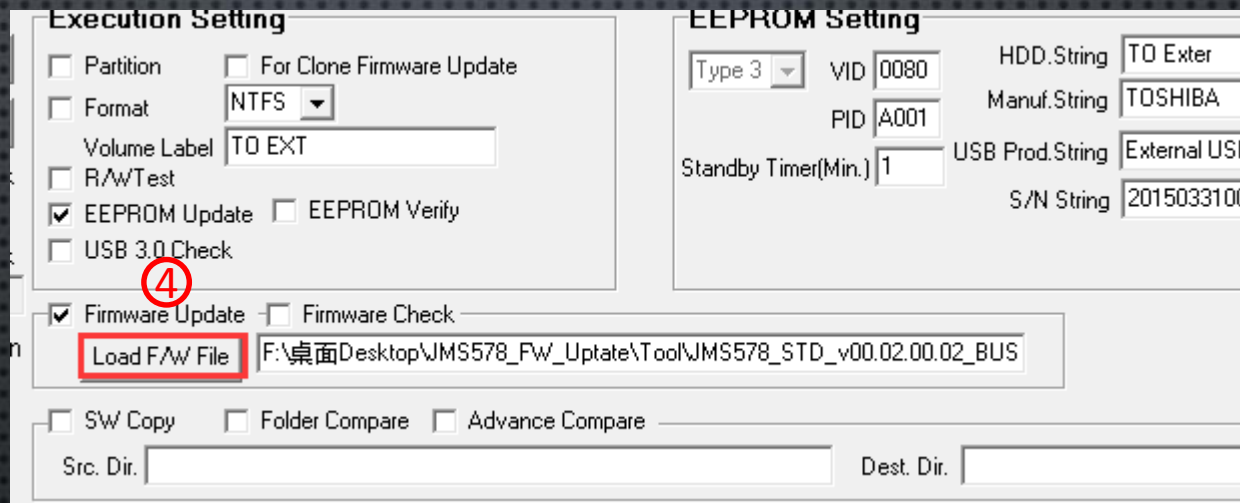 Execution Setting
Partition For Clone Firmware Update
Format NTFS
Volume Label TO EXT
R/WTest
EEPROM Update EEPROM Verify
USB 3.0 Check
EEPROM Setting
Type 3 VID 0080 HDD.String TO Exter
PID A001 Manuf.String TOSHIBA
Standby Timer(Min.) 1 USB Prod.String External USB
S/N String 2015033100
④
Firmware Update Firmware Check
Load F/W File F:\桌面Desktop\JMS578_FW_Uptate\Tool\JMS578_STD_v00.02.00.02_BUS
SW Copy Folder Compare Advance Compare
Src. Dir. Dest. Dir.